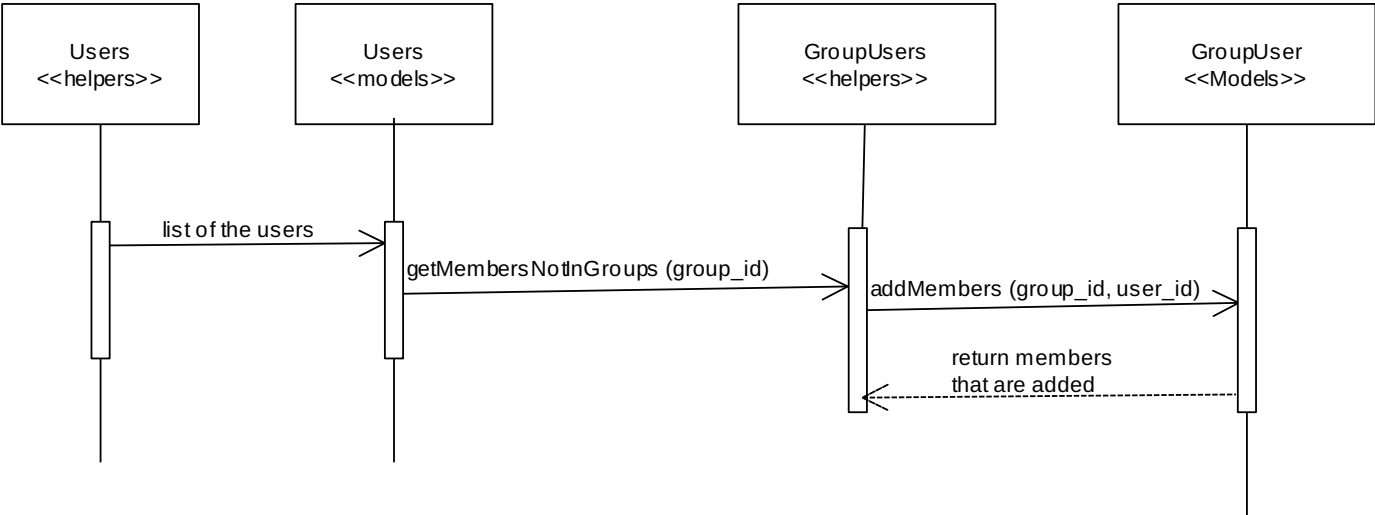 Users
<<helpers>>
Users
<<models>>
GroupUsers
<<helpers>>
GroupUser
<<Models>>
list of the users
getMembersNotInGroups (group_id)
addMembers (group_id, user_id)
return members
that are added